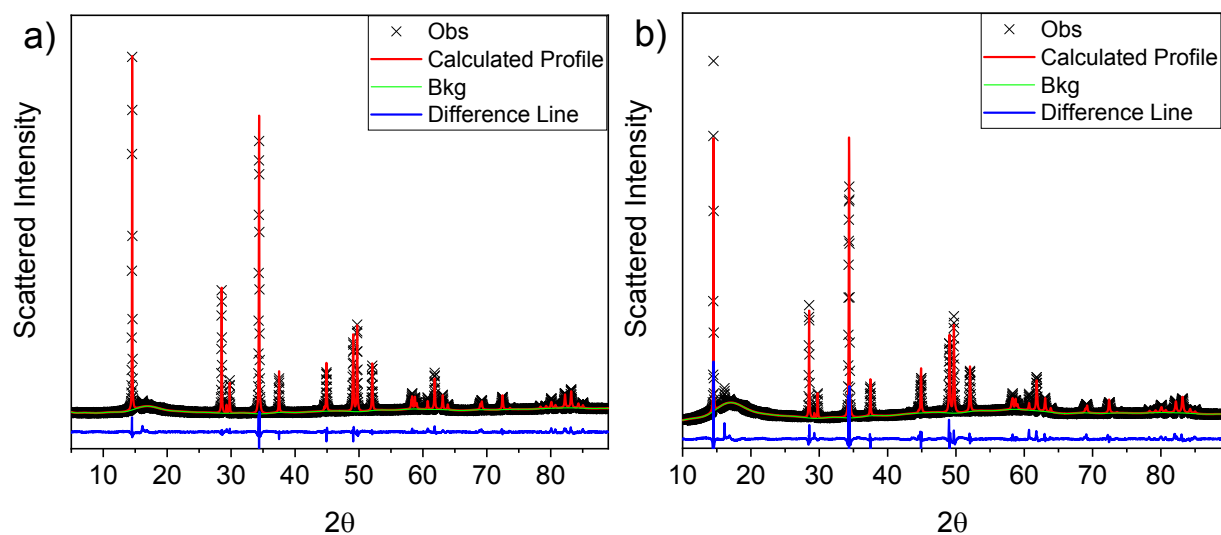 a)
Obs
Calculated Profile
Bkg
Difference Line
Scattered Intensity
10 20 30 40 50 60 70 80
2θ
b)
Obs
Calculated Profile
Bkg
Difference Line
Scattered Intensity
10 20 30 40 50 60 70 80
2θ